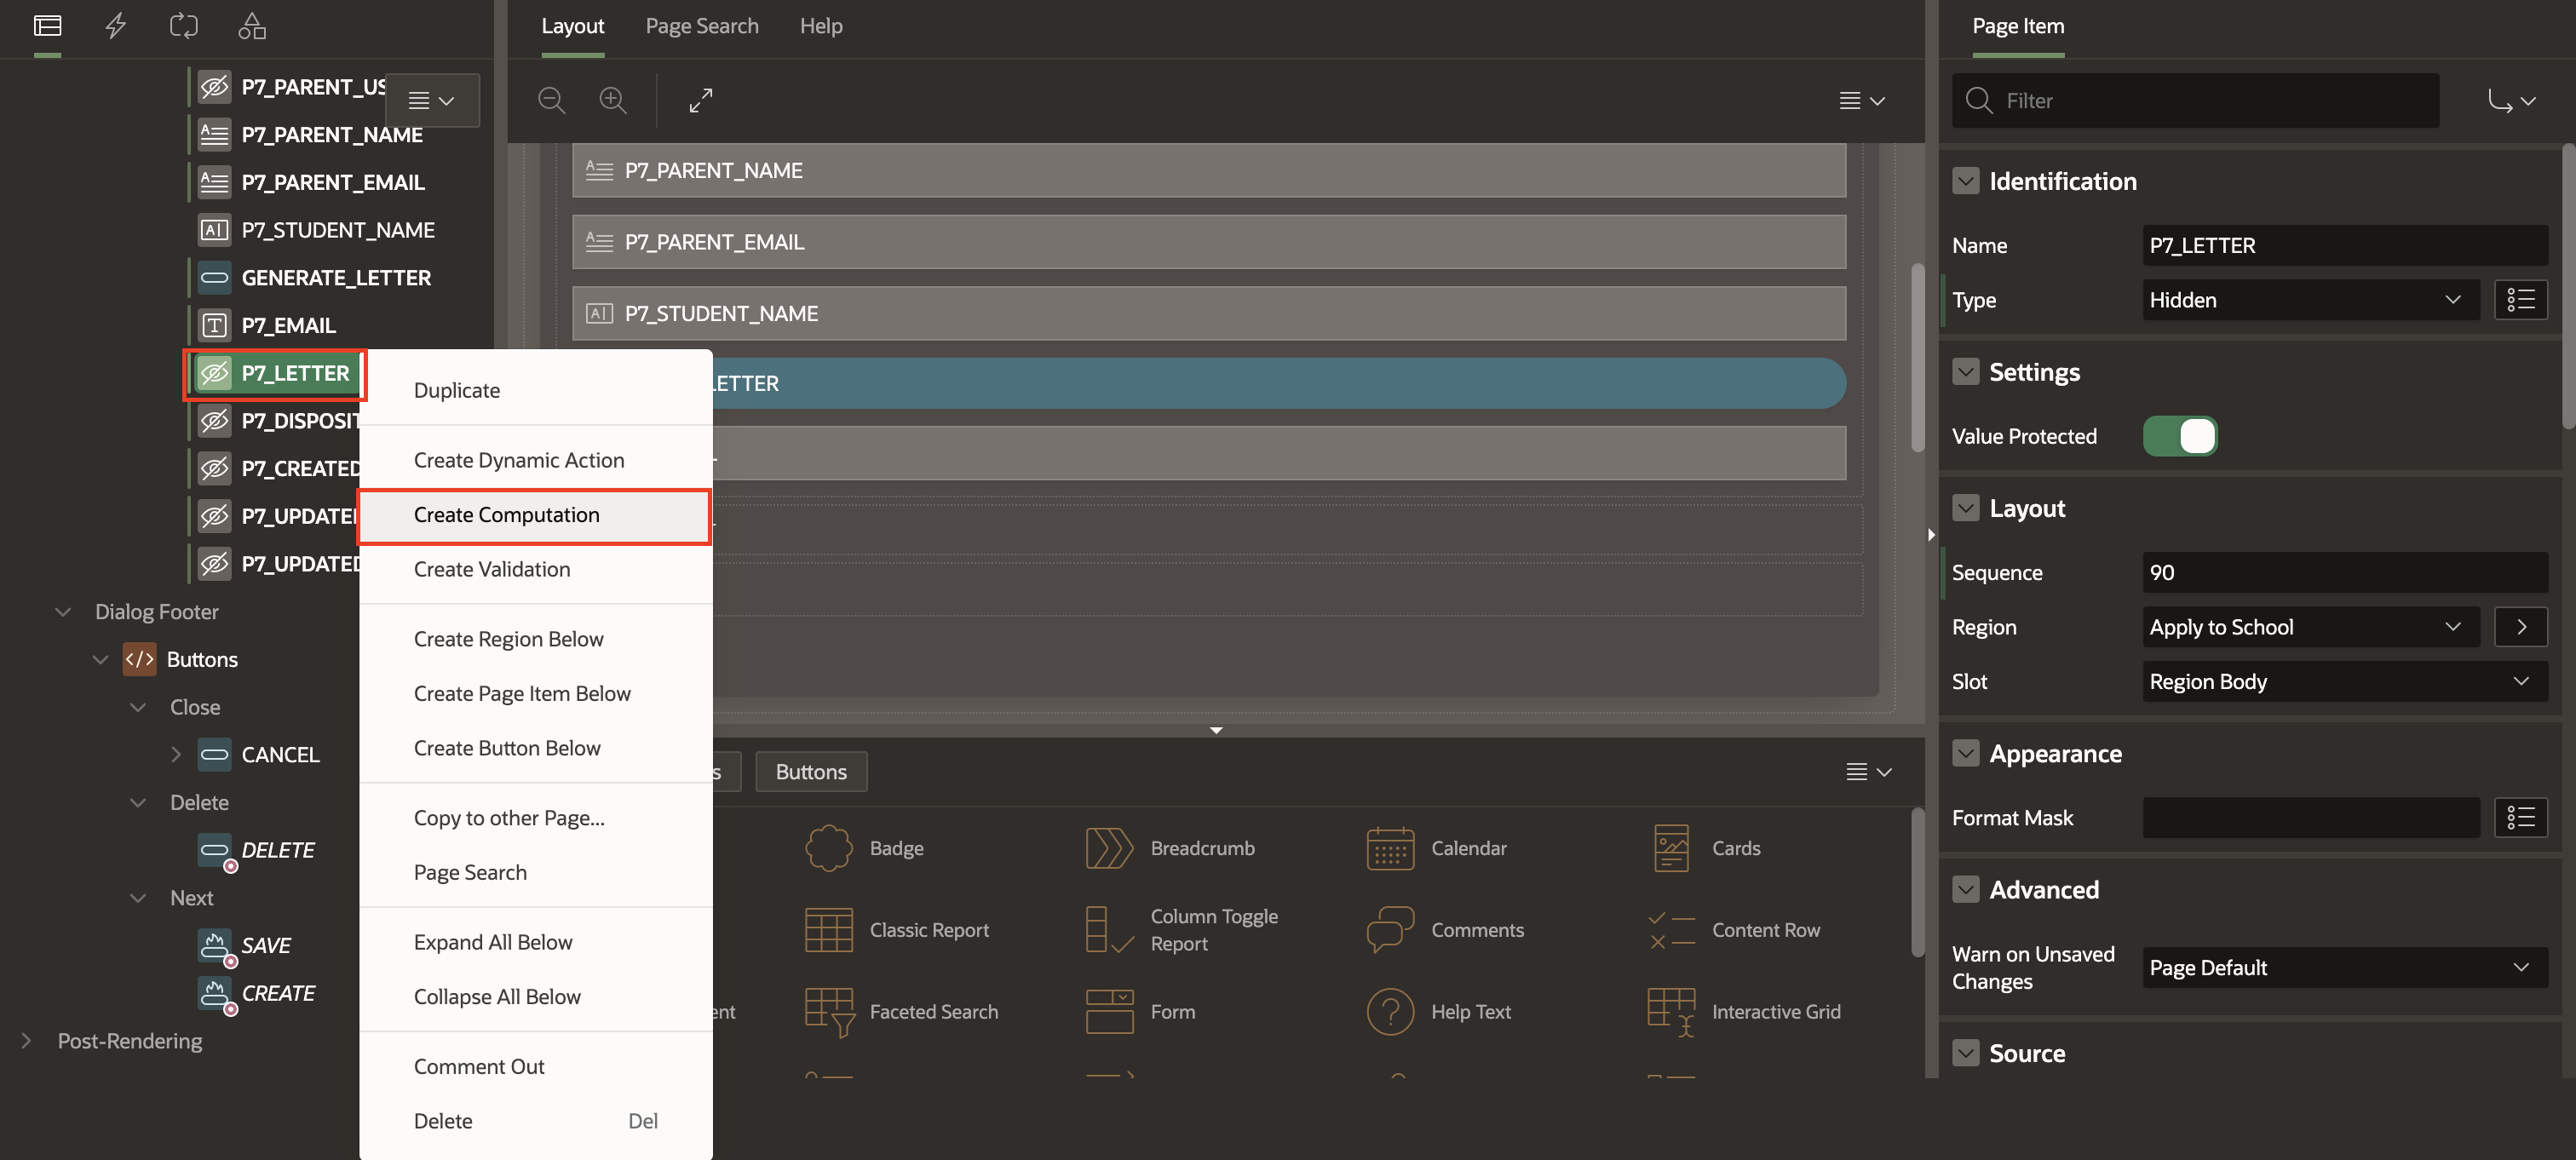 P7_PARENT_US
P7_PARENT_NAME
P7_PARENT_EMAIL
P7_STUDENT_NAME
GENERATE_LETTER
P7_EMAIL
P7_LETTER
P7_DISPOSIT
P7_CREATED
P7_UPDATE
P7_UPDATED
Dialog Footer
Buttons
Close
CANCEL
Delete
DELETE
Next
SAVE
CREATE
Post-Rendering
Duplicate
Create Dynamic Action
Create Computation
Create Validation
Create Region Below
Create Page Item Below
Create Button Below
Copy to other Page...
Page Search
Expand All Below
Collapse All Below
Comment Out
Delete Del
Layout Page Search Help
P7_PARENT_NAME
P7_PARENT_EMAIL
P7_STUDENT_NAME
LETTER
s Buttons
Badge Breadcrumb Calendar Cards
Classic Report Column Toggle Report Comments Content Row
ent Faceted Search Form Help Text Interactive Grid
Page Item
Filter
Identification
Name P7_LETTER
Type Hidden
Settings
Value Protected
Layout
Sequence 90
Region Apply to School
Slot Region Body
Appearance
Format Mask
Advanced
Warn on Unsaved
Changes Page Default
Source